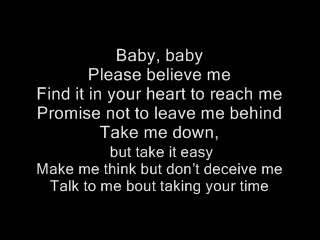 Baby, baby
Please believe me
Find it in your heart to reach me
Promise not to leave me behind
Take me down,
but take it easy
Make me think but don't deceive me
Talk to me bout taking your time